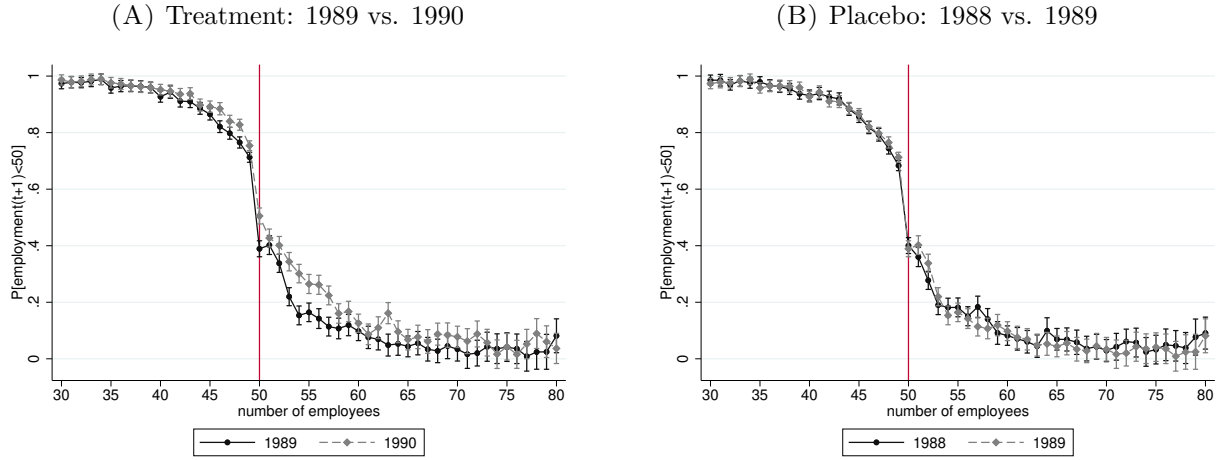 (A) Treatment: 1989 vs. 1990
P[employment(t+1)<50]
1
.8
.6
.4
.2
0
30 35 40 45 50 55 60 65 70 75 80
number of employees
1989 1990
(B) Placebo: 1988 vs. 1989
P[employment(t+1)<50]
1
.8
.6
.4
.2
0
30 35 40 45 50 55 60 65 70 75 80
number of employees
1988 1989